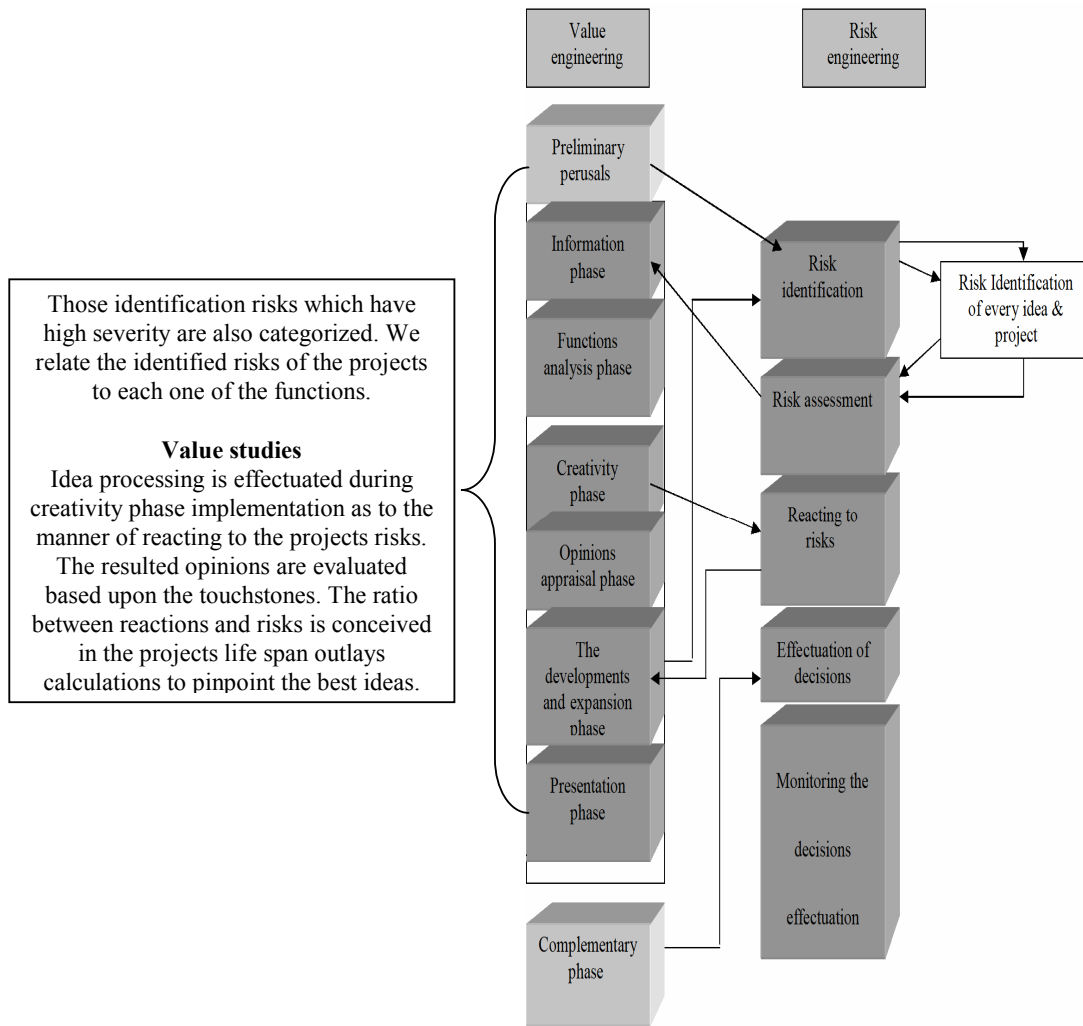 Value
engineering
Risk
engineering
Preliminary
perusals
Information
phase
Functions
analysis phase
Creativity
phase
Opinions
appraisal phase
The
developments
and expansion
phase
Presentation
phase
Complementary
phase
Risk
identification
Risk assessment
Reacting to
risks
Effectuation of
decisions
Monitoring the
decisions
effectuation
Risk Identification
of every idea &
project
Those identification risks which have
high severity are also categorized. We
relate the identified risks of the projects
to each one of the functions.
Value studies
Idea processing is effectuated during
creativity phase implementation as to the
manner of reacting to the projects risks.
The resulted opinions are evaluated
based upon the touchstones. The ratio
between reactions and risks is conceived
in the projects life span outlays
calculations to pinpoint the best ideas.